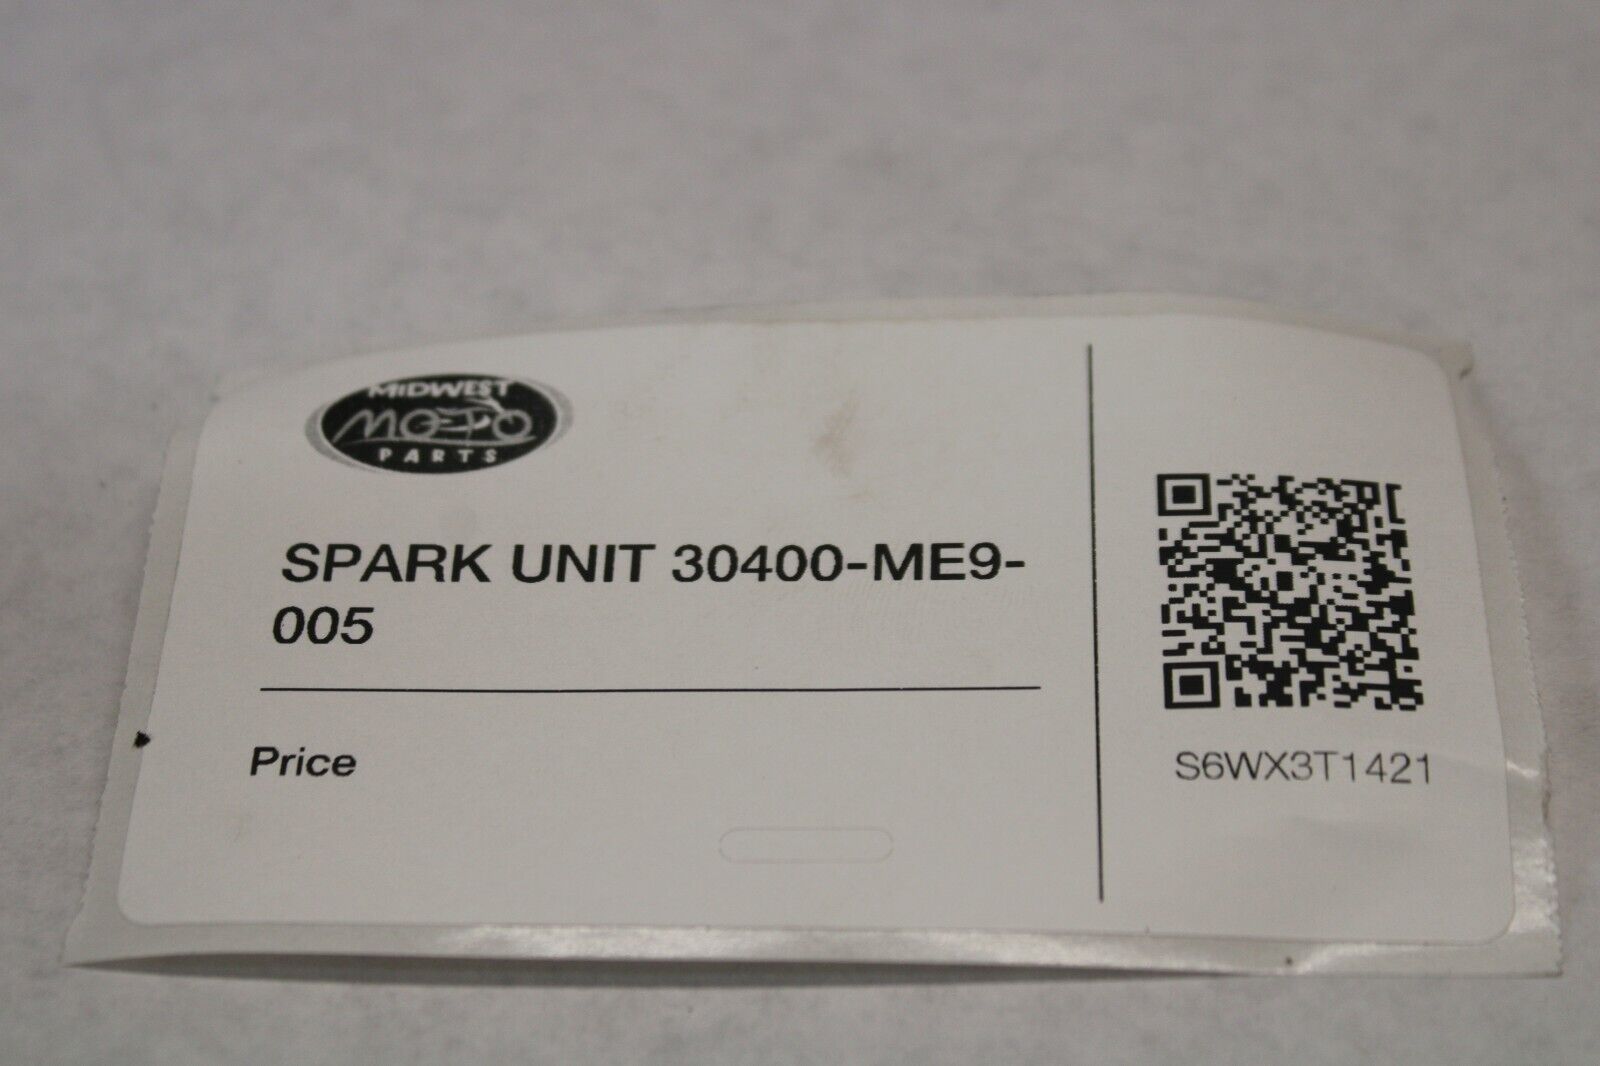 MIDWEST
MOTO
PARTS
SPARK UNIT 30400-ME9-
005
Price
S6WX3T1421